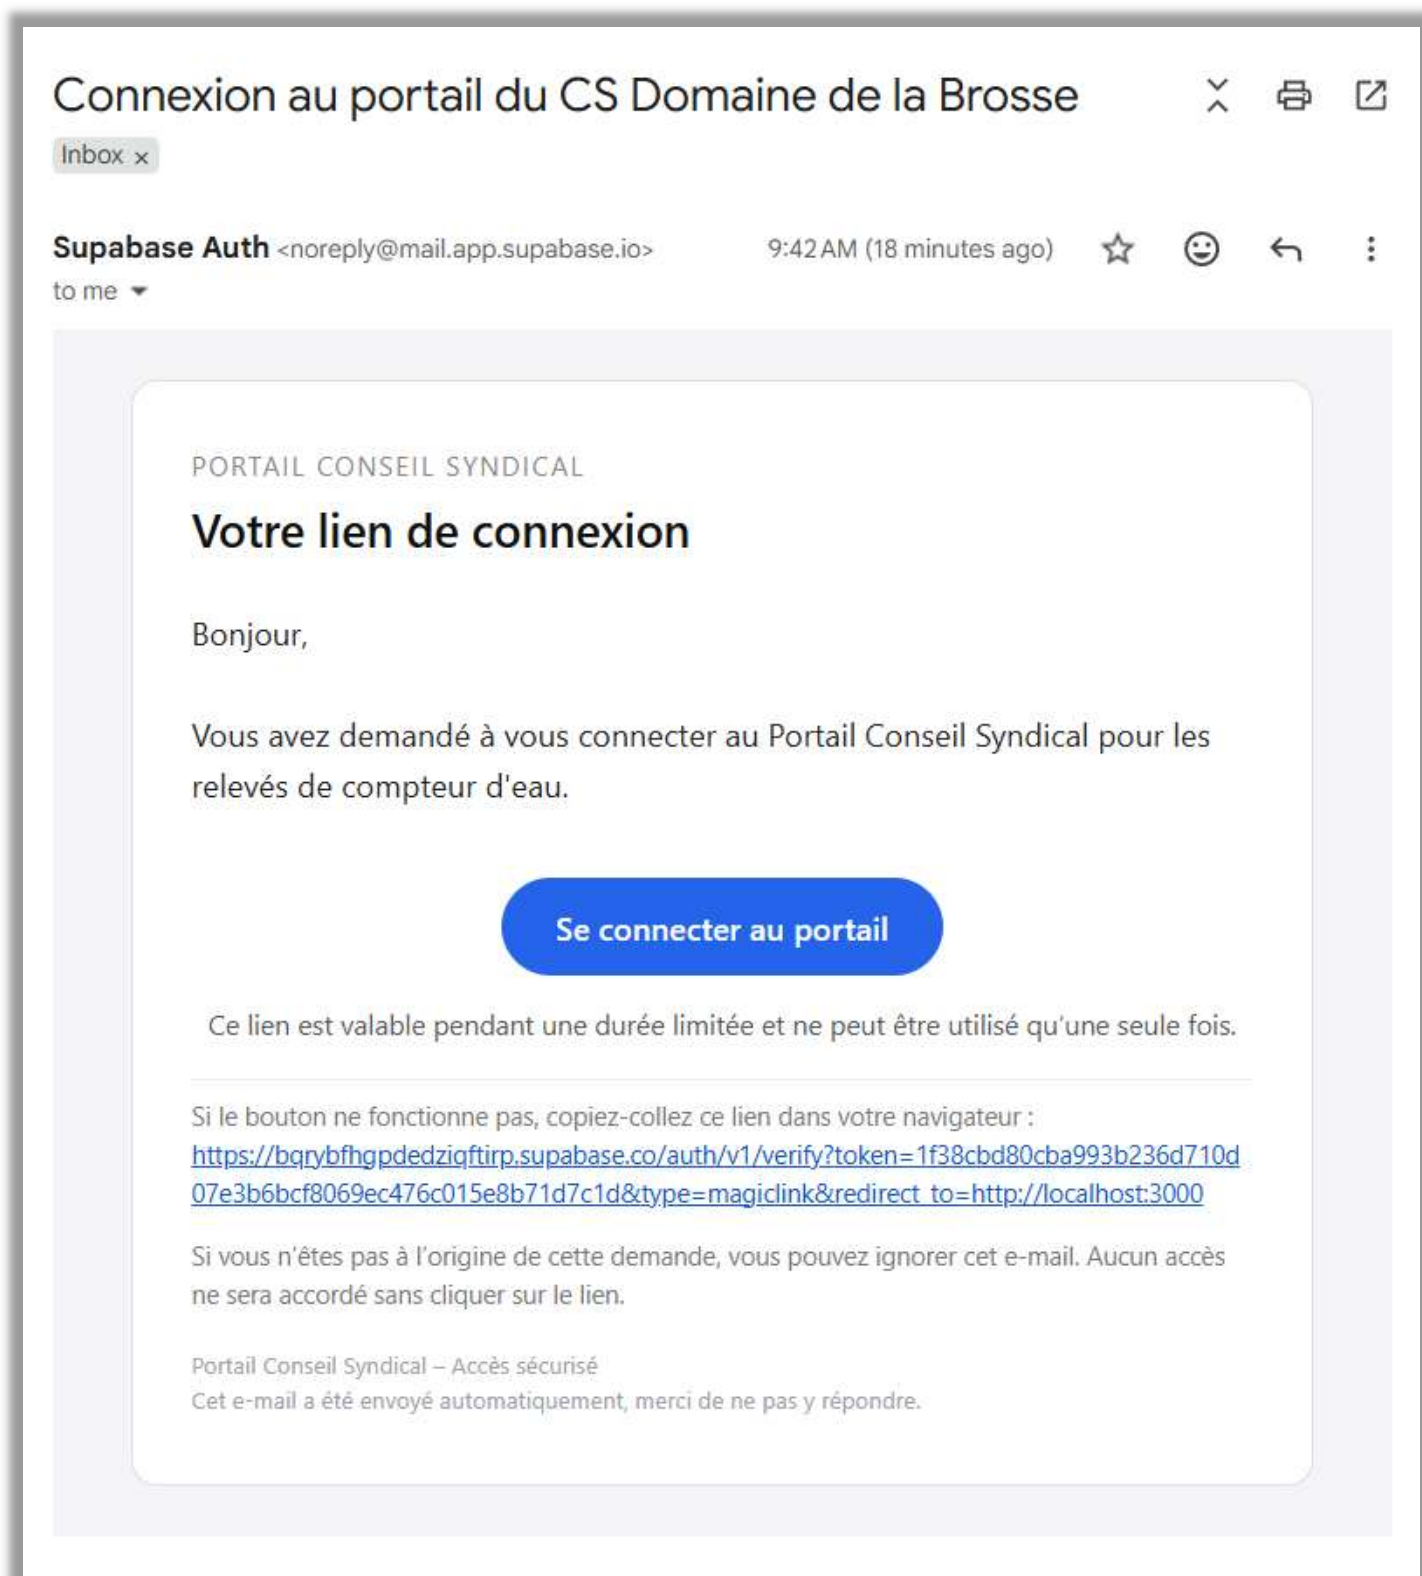 Connexion au portail du CS Domaine de la Brosse
Inbox ×
Supabase Auth <noreply@mail.app.supabase.io> 9:42 AM (18 minutes ago)
to me
PORTAIL CONSEIL SYNDICAL
Votre lien de connexion
Bonjour,
Vous avez demandé à vous connecter au Portail Conseil Syndical pour les
relevés de compteur d'eau.
Se connecter au portail
Ce lien est valable pendant une durée limitée et ne peut être utilisé qu'une seule fois.
Si le bouton ne fonctionne pas, copiez-collez ce lien dans votre navigateur :
https://bqrybfhgpdedziqftirp.supabase.co/auth/v1/verify?token=1f38cbd80cba993b236d710d
07e3b6bcf8069ec476c015e8b71d7c1d&type=magiclink&redirect_to=http://localhost:3000
Si vous n'êtes pas à l'origine de cette demande, vous pouvez ignorer cet e-mail. Aucun accès
ne sera accordé sans cliquer sur le lien.
Portail Conseil Syndical – Accès sécurisé
Cet e-mail a été envoyé automatiquement, merci de ne pas y répondre.